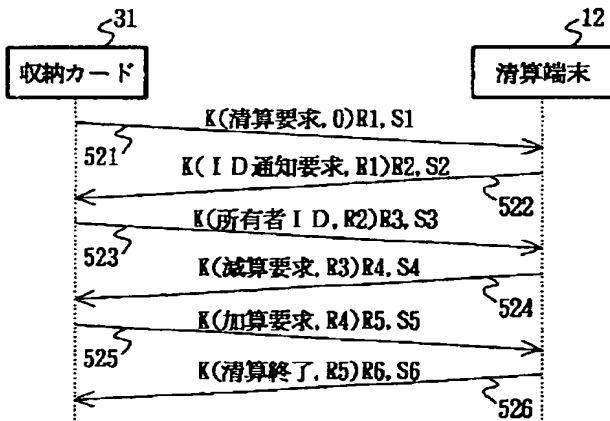 31
12
収納カード
清算端末
K(清算要求, 0)R1, S1
521
K(ＩＤ通知要求, R1)R2, S2
522
K(所有者ＩＤ, R2)R3, S3
523
K(減算要求, R3)R4, S4
524
K(加算要求, R4)R5, S5
525
K(清算終了, R5)R6, S6
526